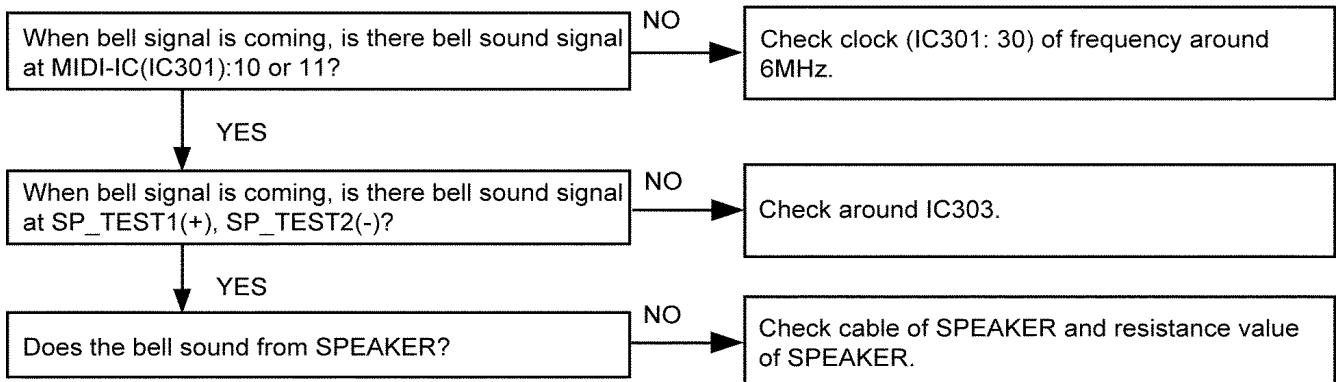 When bell signal is coming, is there bell sound signal
at MIDI-IC(IC301):10 or 11?
NO
Check clock (IC301: 30) of frequency around
6MHz.
YES
When bell signal is coming, is there bell sound signal
at SP_TEST1(+), SP_TEST2(-)?
NO
Check around IC303.
YES
Does the bell sound from SPEAKER?
NO
Check cable of SPEAKER and resistance value
of SPEAKER.